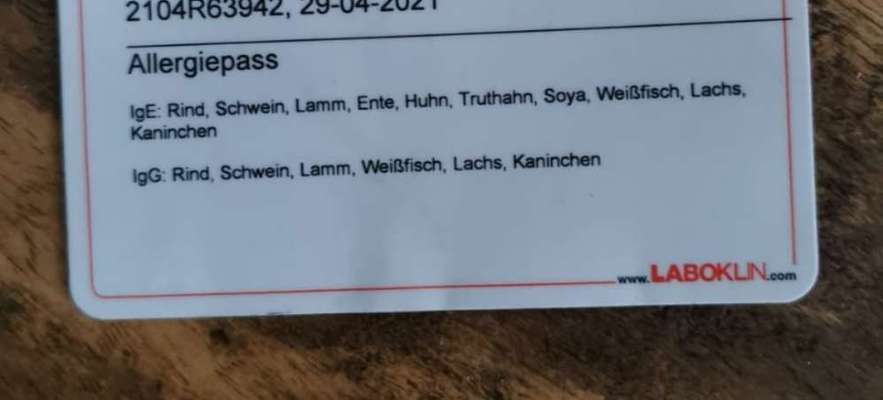 2104R63942, 29-04-2021
Allergiepass
IgE: Rind, Schwein, Lamm, Ente, Huhn, Truthahn, Soya, Weißfisch, Lachs,
Kaninchen
IgG: Rind, Schwein, Lamm, Weißfisch, Lachs, Kaninchen
www.LABOKLIN.com